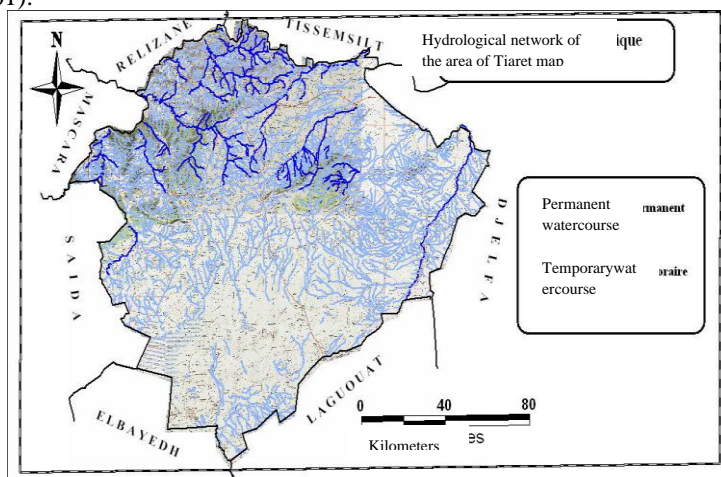 01).
N
RELIZANE
TISSEMSILT
Hydrological network of
the area of Tiaret map
ique
MASCARA
Permanent
watercourse
rmanent
Temporarywat
ercourse
oraire
DJELFA
SAIDA
LAGUOUAT
ELBAYEDH
0 40 80
Kilometers
es